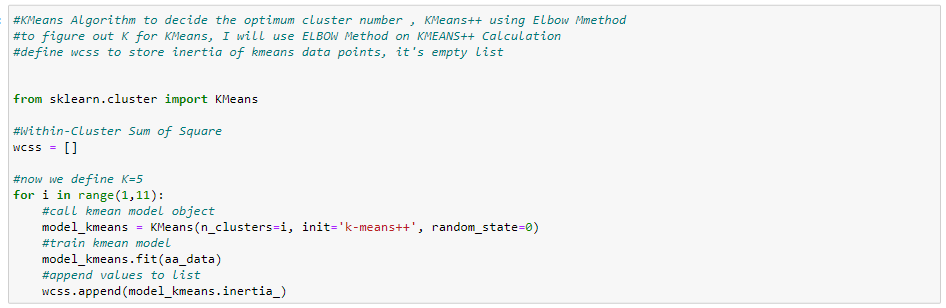 #KMeans Algorithm to decide the optimum cluster number , KMeans++ using Elbow Mmethod
#to figure out K for KMeans, I will use ELBOW Method on KMEANS++ Calculation
#define wcss to store inertia of kmeans data points, it's empty list
from sklearn.cluster import KMeans
#Within-Cluster Sum of Square
wcss = []
#now we define K=5
for i in range(1,11):
    #call kmean model object
    model_kmeans = KMeans(n_clusters=i, init='k-means++', random_state=0)
    #train kmean model
    model_kmeans.fit(aa_data)
    #append values to list
    wcss.append(model_kmeans.inertia_)